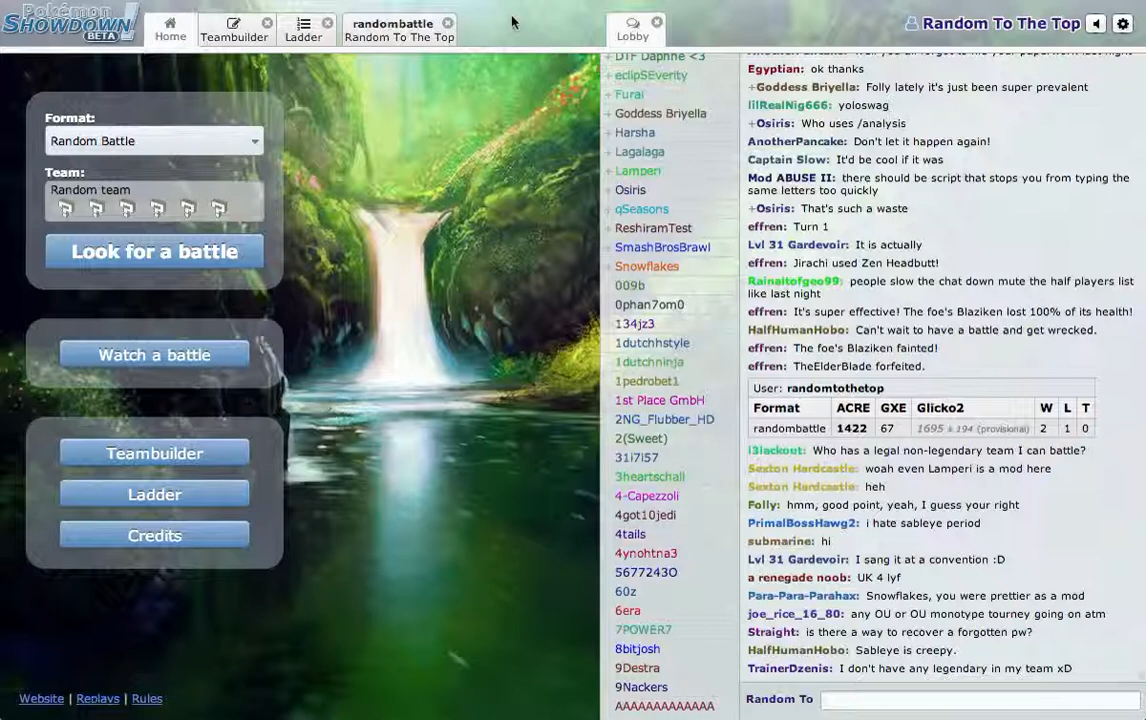 Pokémon
SHOWDOWN!
BETA
Home
Teambuilder
Ladder
randombattle
Random To The Top
Lobby
Random To The Top
Format:
Random Battle
Team:
Random team
Look for a battle
Watch a battle
Teambuilder
Ladder
Credits
Website | Replays | Rules
+ DTF Daphne <3
+ eclipSEverity
+ Furai
+ Goddess Briyella
+ Harsha
+ Lagalaga
+ Lamperi
+ Osiris
+ qSeasons
+ ReshiramTest
+ SmashBrosBrawl
+ Snowflakes
009b
0phan7om0
134jz3
1dutchhstyle
1dutchninja
1pedrobet1
1st Place GmbH
2NG_Flubber_HD
2(Sweet)
31i7l57
3heartschall
4-Capezzoli
4got10jedi
4tails
4ynohtna3
5677243O
60z
6era
7POWER7
8bitjosh
9Destra
9Nackers
AAAAAAAAAAAAA
Egyptian: ok thanks
+Goddess Briyella: Folly lately it's just been super prevalent
lilRealNig666: yoloswag
+Osiris: Who uses /analysis
AnotherPancake: Don't let it happen again!
Captain Slow: It'd be cool if it was
Mod ABUSE II: there should be script that stops you from typing the
same letters too quickly
+Osiris: That's such a waste
effren: Turn 1
Lvl 31 Gardevoir: It is actually
effren: Jirachi used Zen Headbutt!
Rainaitofgeo99: people slow the chat down mute the half players list
like last night
effren: It's super effective! The foe's Blaziken lost 100% of its health!
HalfHumanHobo: Can't wait to have a battle and get wrecked.
effren: The foe's Blaziken fainted!
effren: TheElderBlade forfeited.
User: randomtothetop
Format ACRE GXE Glicko2 W L T
randombattle 1422 67 1695 ± 194 (provisional) 2 1 0
i3lackout: Who has a legal non-legendary team I can battle?
Sexton Hardcastle: woah even Lamperi is a mod here
Sexton Hardcastle: heh
Folly: hmm, good point, yeah, I guess your right
PrimalBossHawg2: i hate sableye period
submarine: hi
Lvl 31 Gardevoir: I sang it at a convention :D
a renegade noob: UK 4 lyf
Para-Para-Parahax: Snowflakes, you were prettier as a mod
joe_rice_16_80: any OU or OU monotype tourney going on atm
Straight: is there a way to recover a forgotten pw?
HalfHumanHobo: Sableye is creepy.
TrainerDzenis: I don't have any legendary in my team xD
Random To